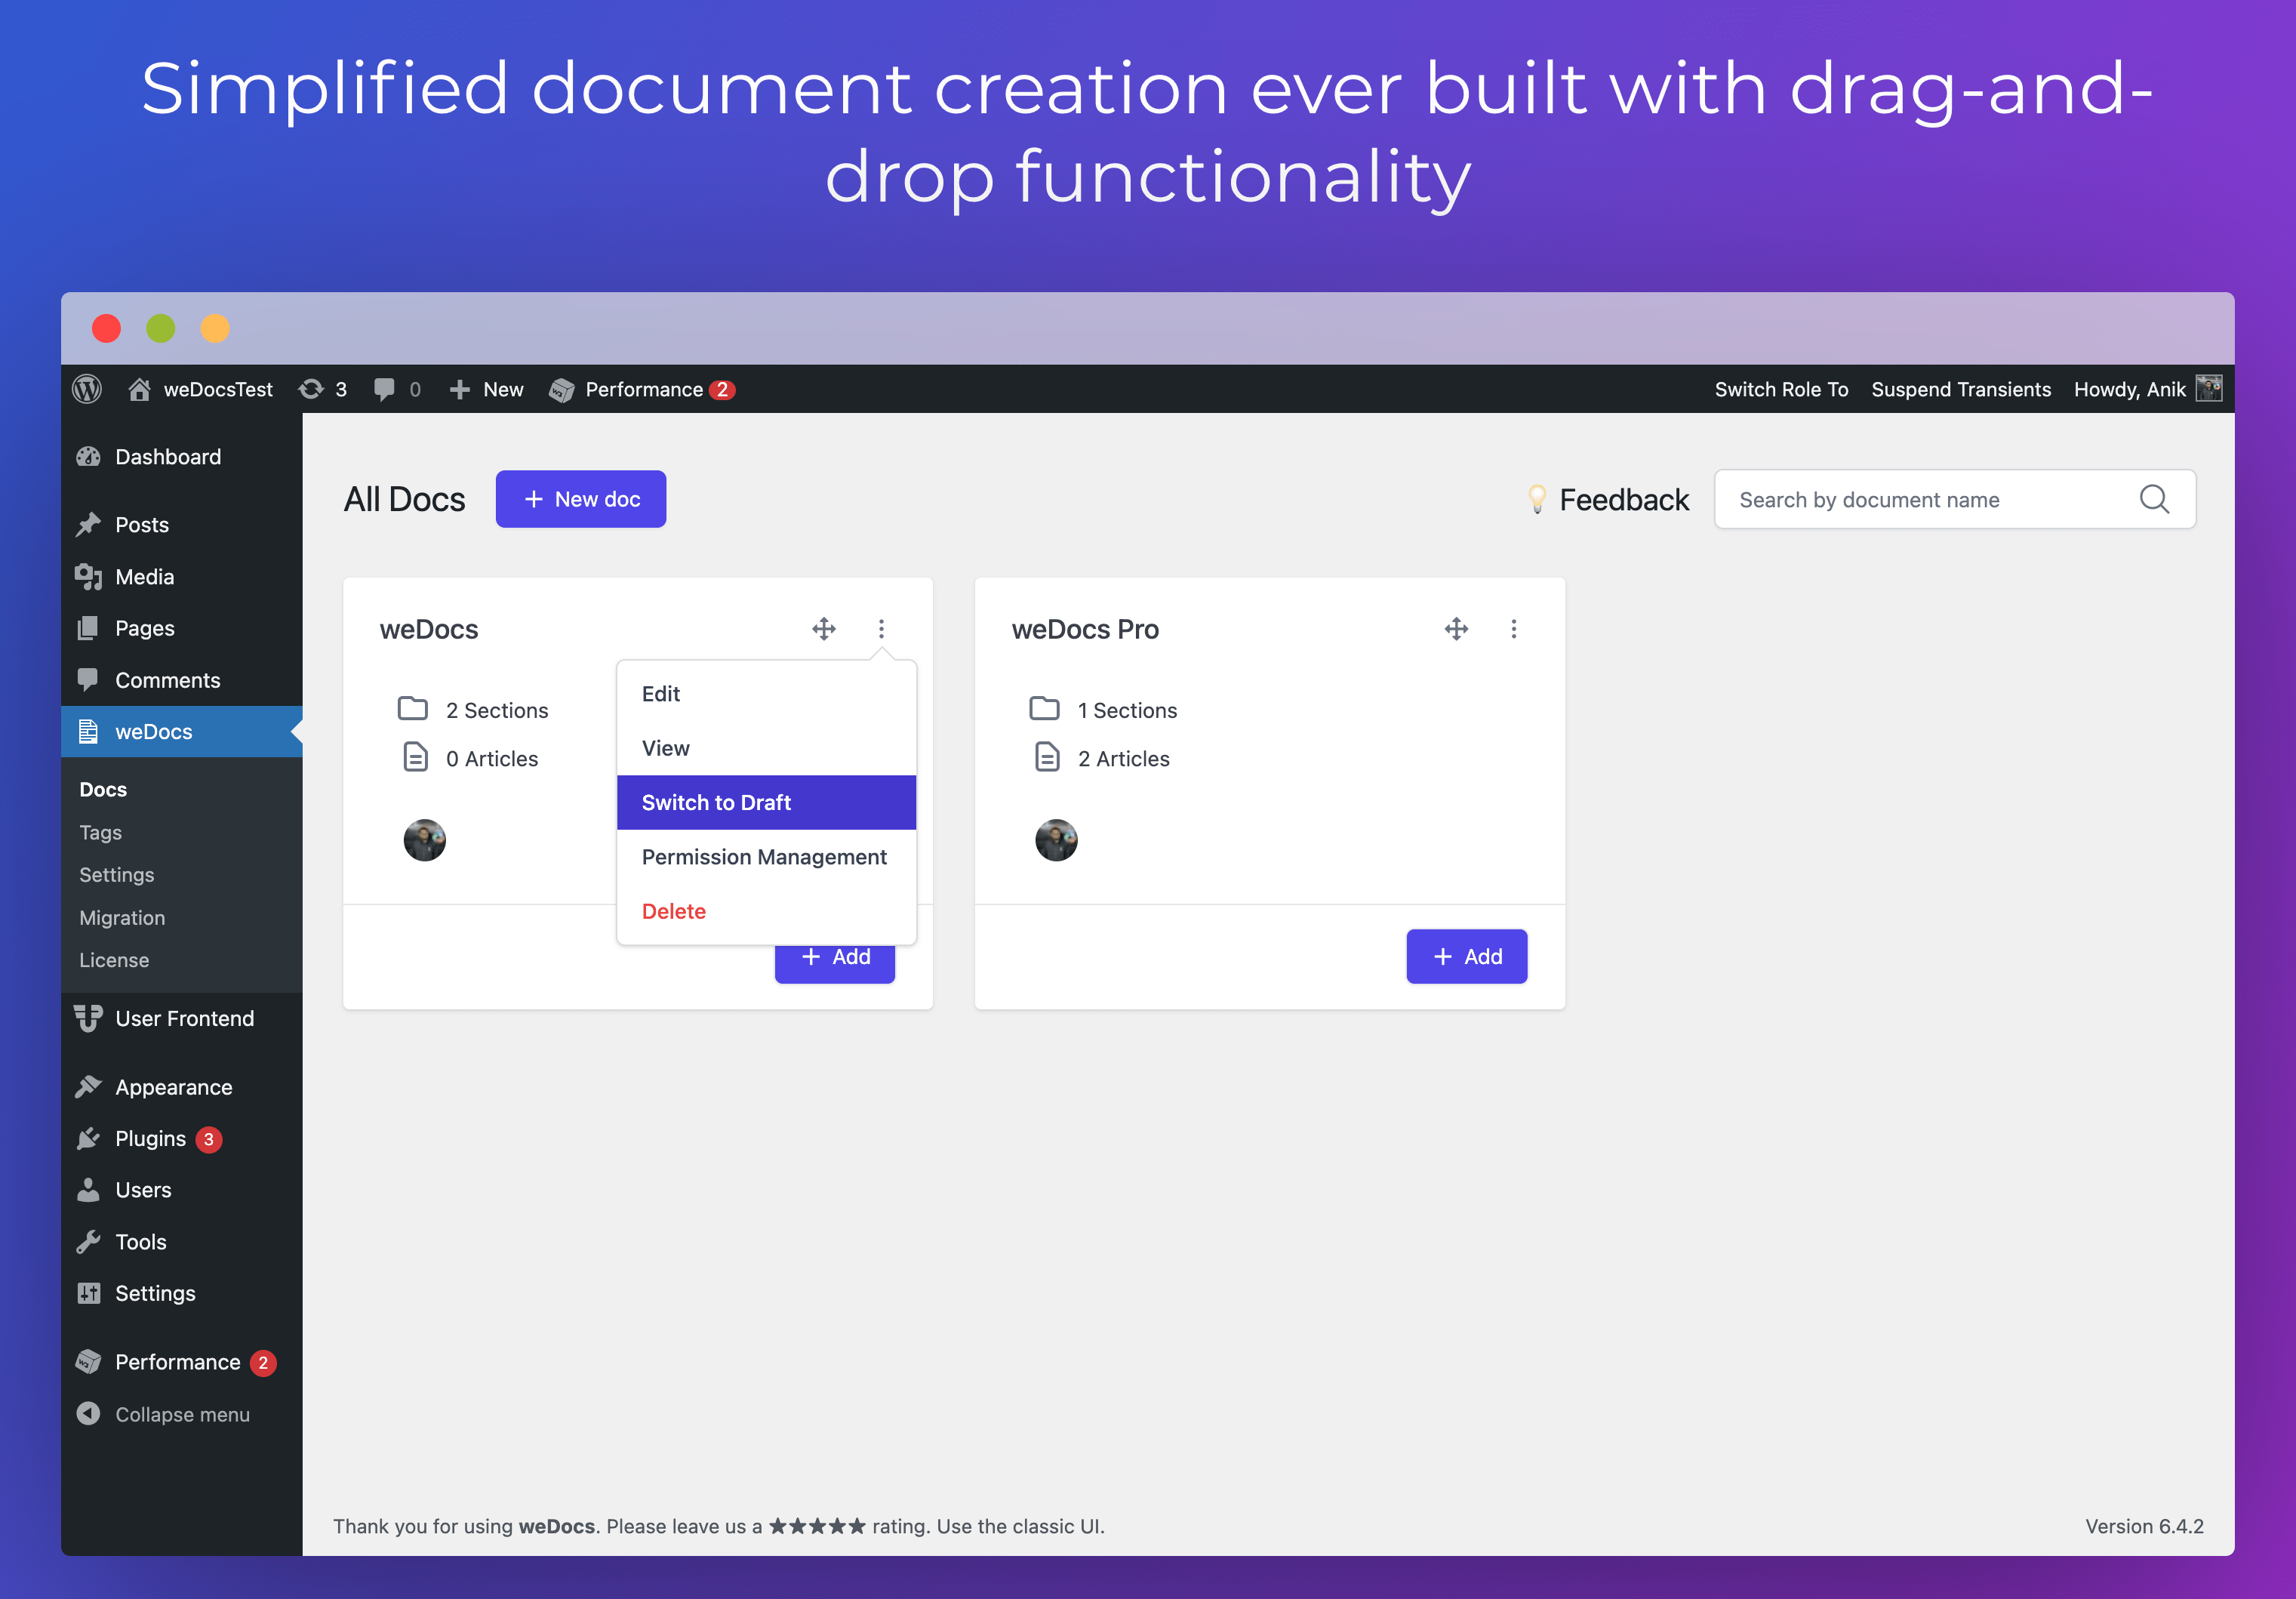 Simplified document creation ever built with drag-and-
drop functionality
weDocsTest 3 0 New Performance 2 Switch Role To Suspend Transients Howdy, Anik
Dashboard
Posts
Media
Pages
Comments
weDocs
Docs
Tags
Settings
Migration
License
User Frontend
Appearance
Plugins 3
Users
Tools
Settings
Performance 2
Collapse menu
All Docs + New doc Feedback Search by document name
weDocs
2 Sections
0 Articles
Edit
View
Switch to Draft
Permission Management
Delete
+ Add
weDocs Pro
1 Sections
2 Articles
+ Add
Thank you for using weDocs. Please leave us a ★★★★★ rating. Use the classic UI. Version 6.4.2